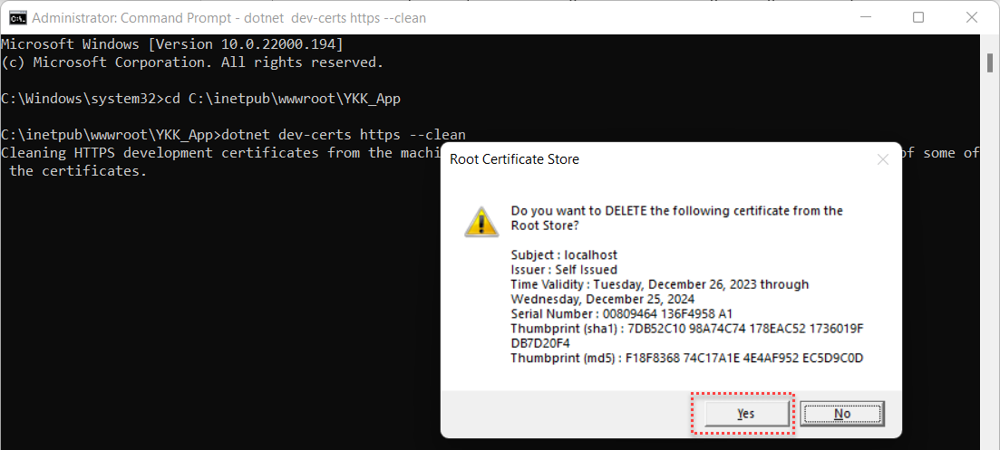 Administrator: Command Prompt - dotnet  dev-certs https --clean
Microsoft Windows [Version 10.0.22000.194]
(c) Microsoft Corporation. All rights reserved.
C:\Windows\system32>cd C:\inetpub\wwwroot\YKK_App
C:\inetpub\wwwroot\YKK_App>dotnet dev-certs https --clean
Cleaning HTTPS development certificates from the machi of some of
the certificates.
Root Certificate Store
Do you want to DELETE the following certificate from the
Root Store?
Subject : localhost
Issuer : Self Issued
Time Validity : Tuesday, December 26, 2023 through
Wednesday, December 25, 2024
Serial Number : 00809464 136F4958 A1
Thumbprint (sha1) : 7DB52C10 98A74C74 178EAC52 1736019F
DB7D20F4
Thumbprint (md5) : F18F8368 74C17A1E 4E4AF952 EC5D9C0D
Yes
No